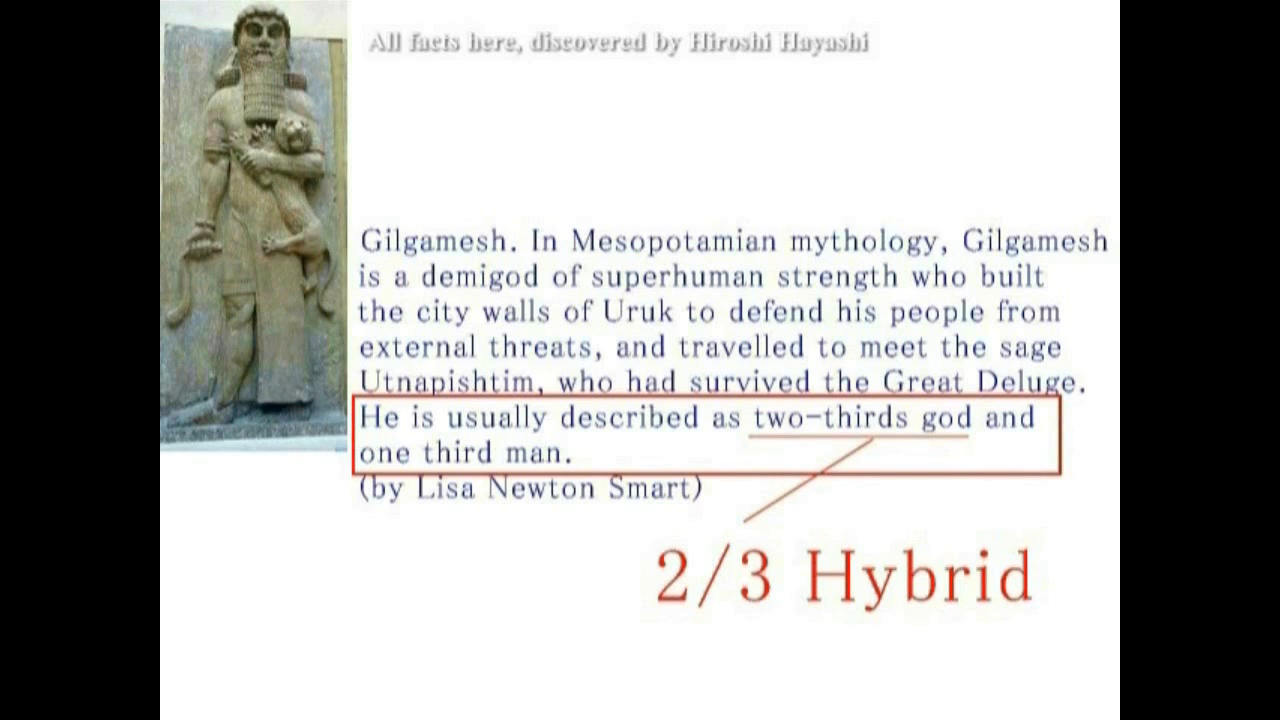 All facts here, discovered by Hiroshi Hayashi
Gilgamesh. In Mesopotamian mythology, Gilgamesh
is a demigod of superhuman strength who built
the city walls of Uruk to defend his people from
external threats, and travelled to meet the sage
Utnapishtim, who had survived the Great Deluge.
He is usually described as two-thirds god and
one third man.
(by Lisa Newton Smart)
2/3 Hybrid